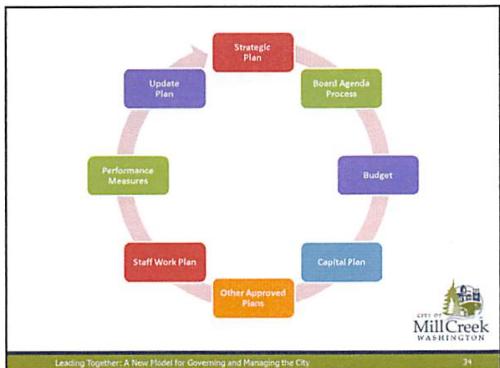 Strategic
Plan
Board Agenda
Process
Budget
Capital Plan
Other Approved
Plans
Staff Work Plan
Performance
Measures
Update
Plan
CITY OF
Mill Creek
WASHINGTON
Leading Together: A New Model for Governing and Managing the City
34